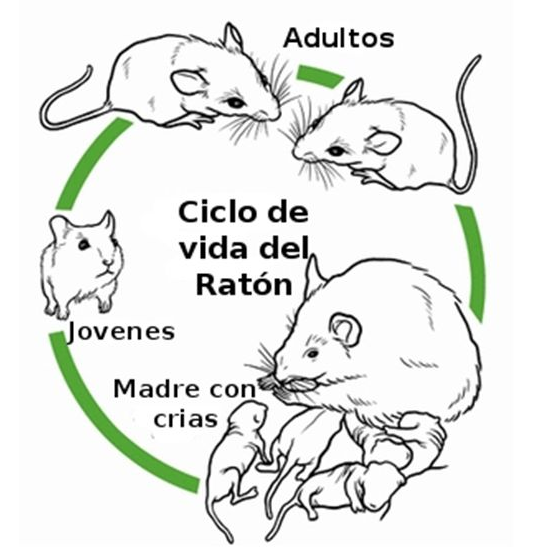 Adultos
Ciclo de
vida del
Ratón
Jovenes
Madre con
crias